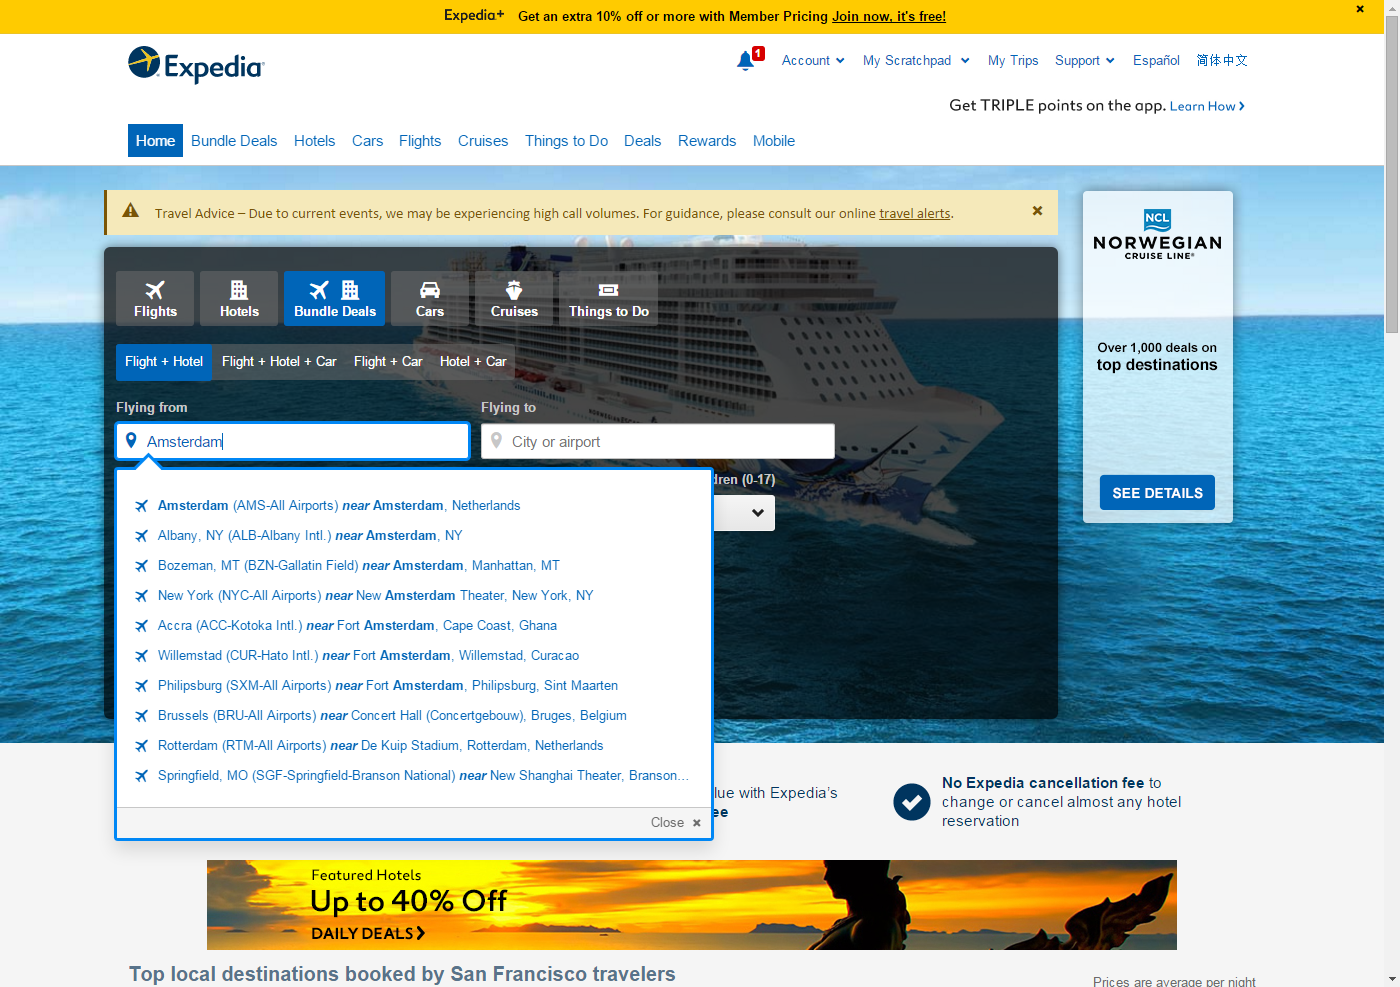 Expedia+ Get an extra 10% off or more with Member Pricing Join now, it's free!
Expedia
1 Account My Scratchpad My Trips Support Español 简体中文
Get TRIPLE points on the app. Learn How
Home Bundle Deals Hotels Cars Flights Cruises Things to Do Deals Rewards Mobile
Travel Advice – Due to current events, we may be experiencing high call volumes. For guidance, please consult our online travel alerts.
NCL
NORWEGIAN
CRUISE LINE®
Over 1,000 deals on
top destinations
SEE DETAILS
Flights Hotels Bundle Deals Cars Cruises Things to Do
Flight + Hotel Flight + Hotel + Car Flight + Car Hotel + Car
Flying from Flying to
Amsterdam City or airport
dren (0-17)
Amsterdam (AMS-All Airports) near Amsterdam, Netherlands
Albany, NY (ALB-Albany Intl.) near Amsterdam, NY
Bozeman, MT (BZN-Gallatin Field) near Amsterdam, Manhattan, MT
New York (NYC-All Airports) near New Amsterdam Theater, New York, NY
Accra (ACC-Kotoka Intl.) near Fort Amsterdam, Cape Coast, Ghana
Willemstad (CUR-Hato Intl.) near Fort Amsterdam, Willemstad, Curacao
Philipsburg (SXM-All Airports) near Fort Amsterdam, Philipsburg, Sint Maarten
Brussels (BRU-All Airports) near Concert Hall (Concertgebouw), Bruges, Belgium
Rotterdam (RTM-All Airports) near De Kuip Stadium, Rotterdam, Netherlands
Springfield, MO (SGF-Springfield-Branson National) near New Shanghai Theater, Branson...
Close
lue with Expedia's
ee
No Expedia cancellation fee to
change or cancel almost any hotel
reservation
Featured Hotels
Up to 40% Off
DAILY DEALS
Top local destinations booked by San Francisco travelers
Prices are average per night